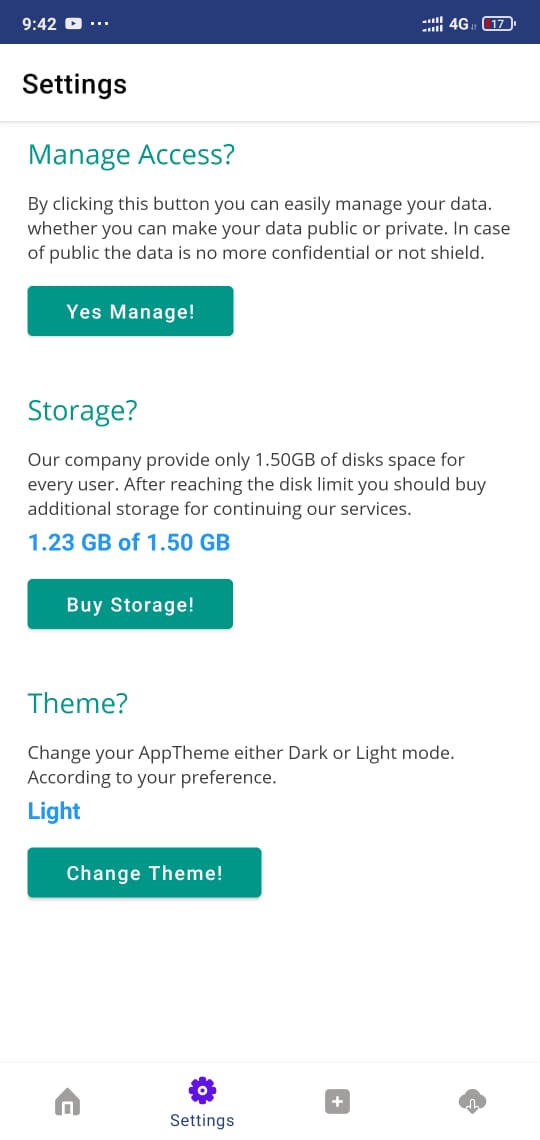 9:42
4G 17
Settings
Manage Access?
By clicking this button you can easily manage your data.
whether you can make your data public or private. In case
of public the data is no more confidential or not shield.
Yes Manage!
Storage?
Our company provide only 1.50GB of disks space for
every user. After reaching the disk limit you should buy
additional storage for continuing our services.
1.23 GB of 1.50 GB
Buy Storage!
Theme?
Change your AppTheme either Dark or Light mode.
According to your preference.
Light
Change Theme!
Settings